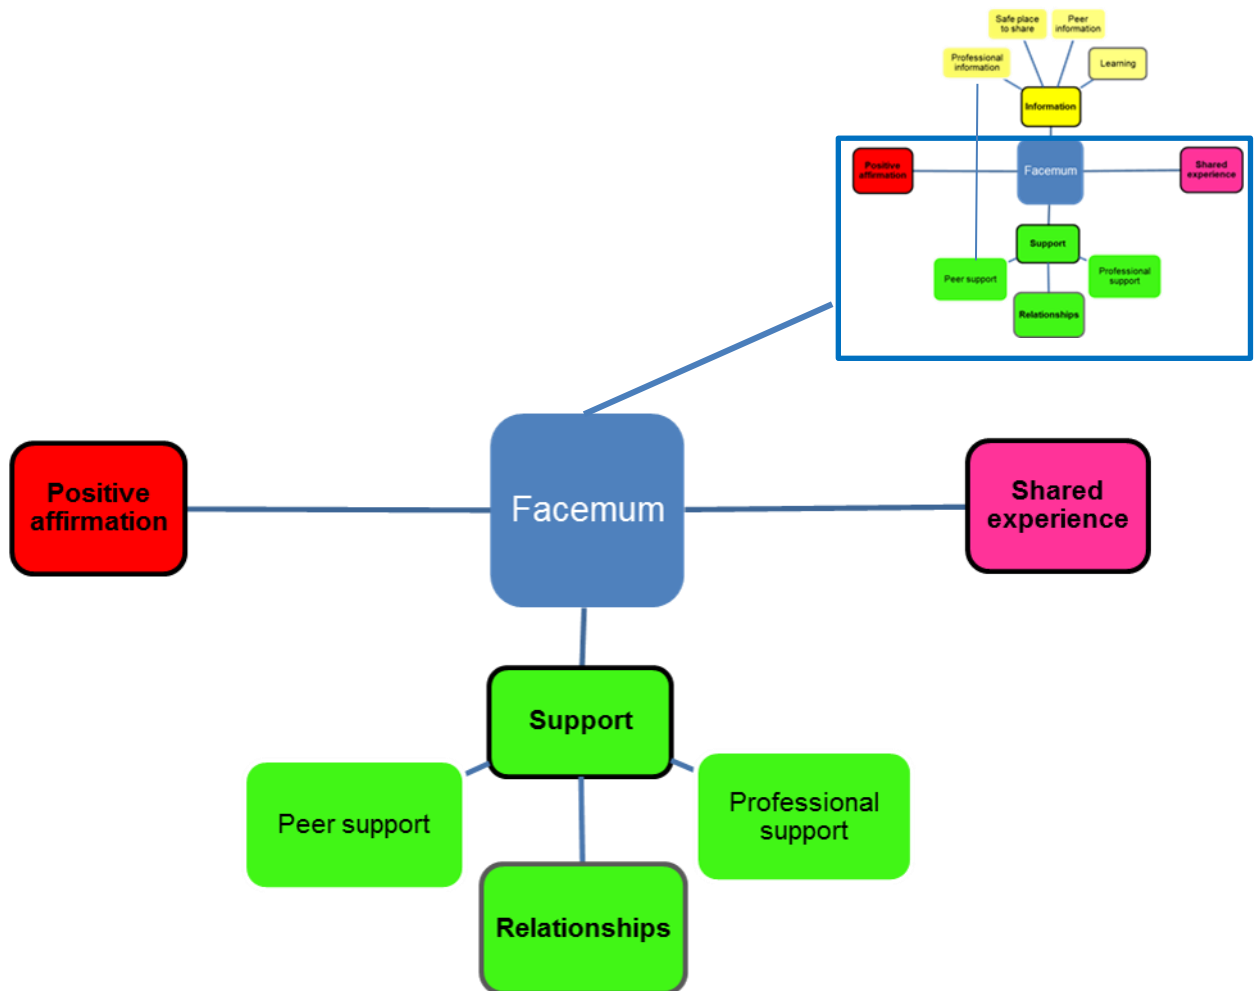 Safe place
to share
Peer
information
Professional
information
Learning
Information
Positive
affirmation
Facemum
Shared
experience
Support
Peer support
Professional
support
Relationships
Positive
affirmation
Facemum
Shared
experience
Support
Peer support
Professional
support
Relationships